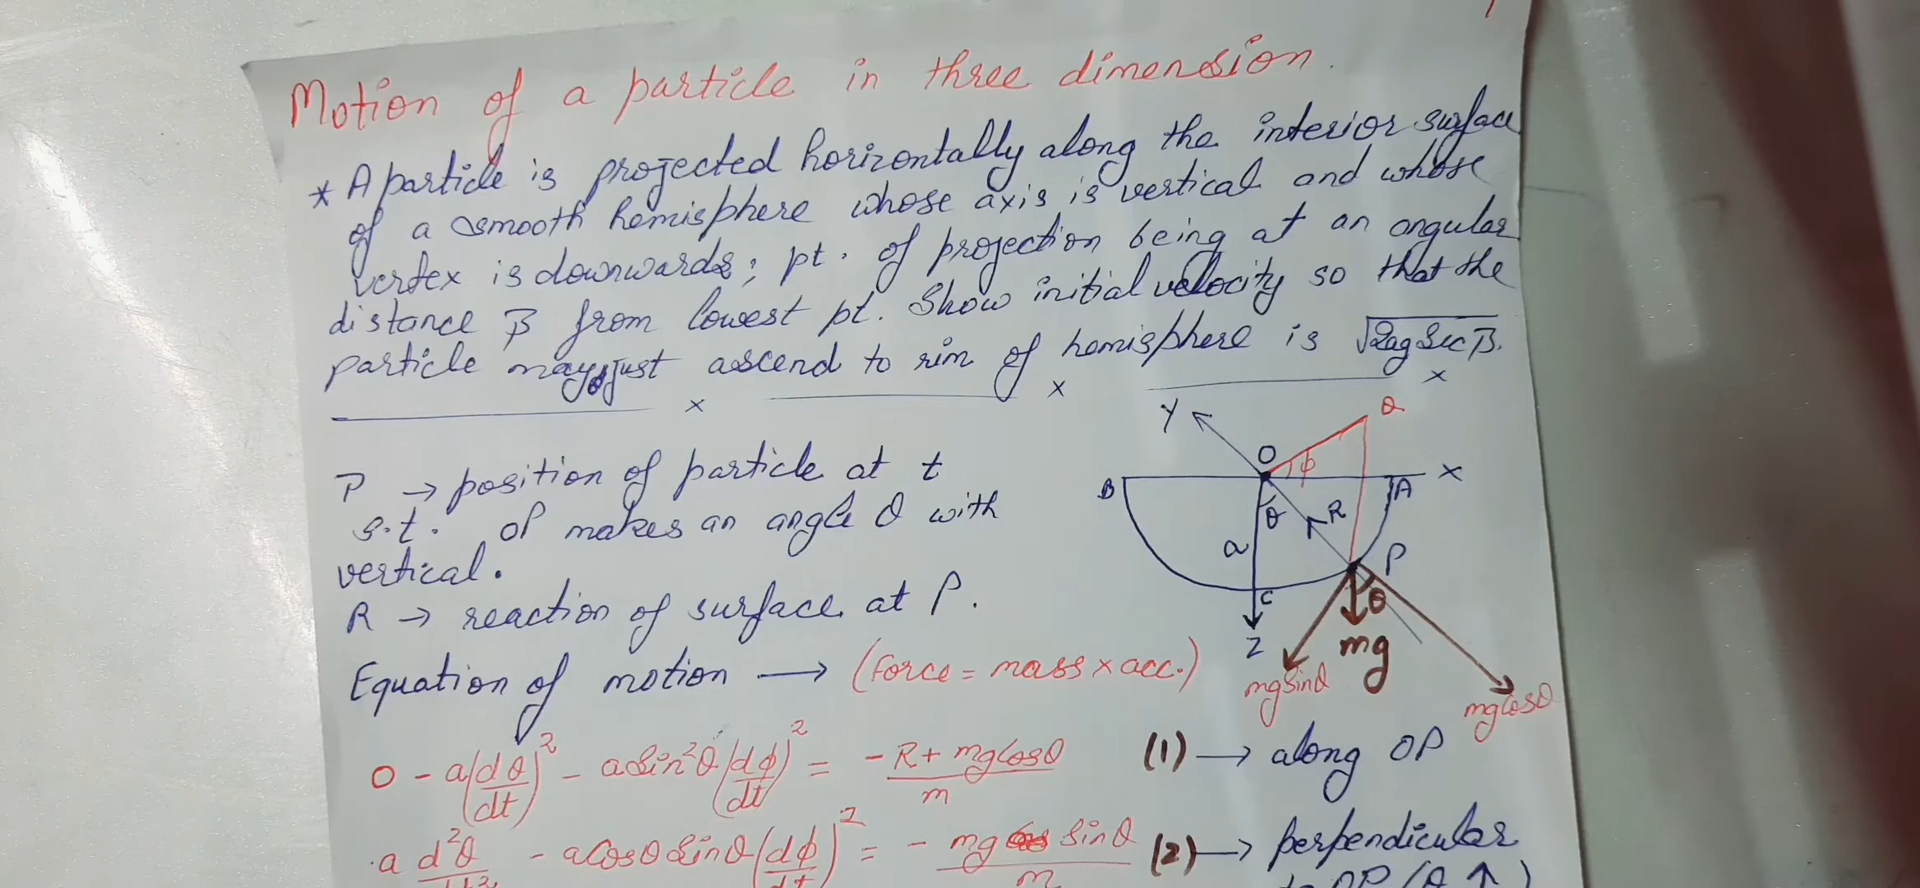 Motion of a particle in three dimension.
* A particle is projected horizontally along the interior surface
of a smooth hemisphere whose axis is vertical and whose
vertex is downwards; pt. of projection being at an angular
distance β from lowest pt. Show initial velocity so that the
particle may just ascend to rim of hemisphere is √2ag Sec β.
x x x
P → position of particle at t
s.t. OP makes an angle θ with
vertical.
R → reaction of surface at P.
Y O Q φ B A X
θ R a P
C θ
Z mg
mg sinθ mg cosθ
Equation of motion → (force = mass × acc.)
0 - a(dθ/dt)² - a sin²θ (dφ/dt)² = (-R + mg cosθ)/m (1) → along OP
a d²θ/dt² - a cosθ sinθ (dφ/dt)² = - mg sinθ/m (2) → perpendicular
to OP (θ ↑)